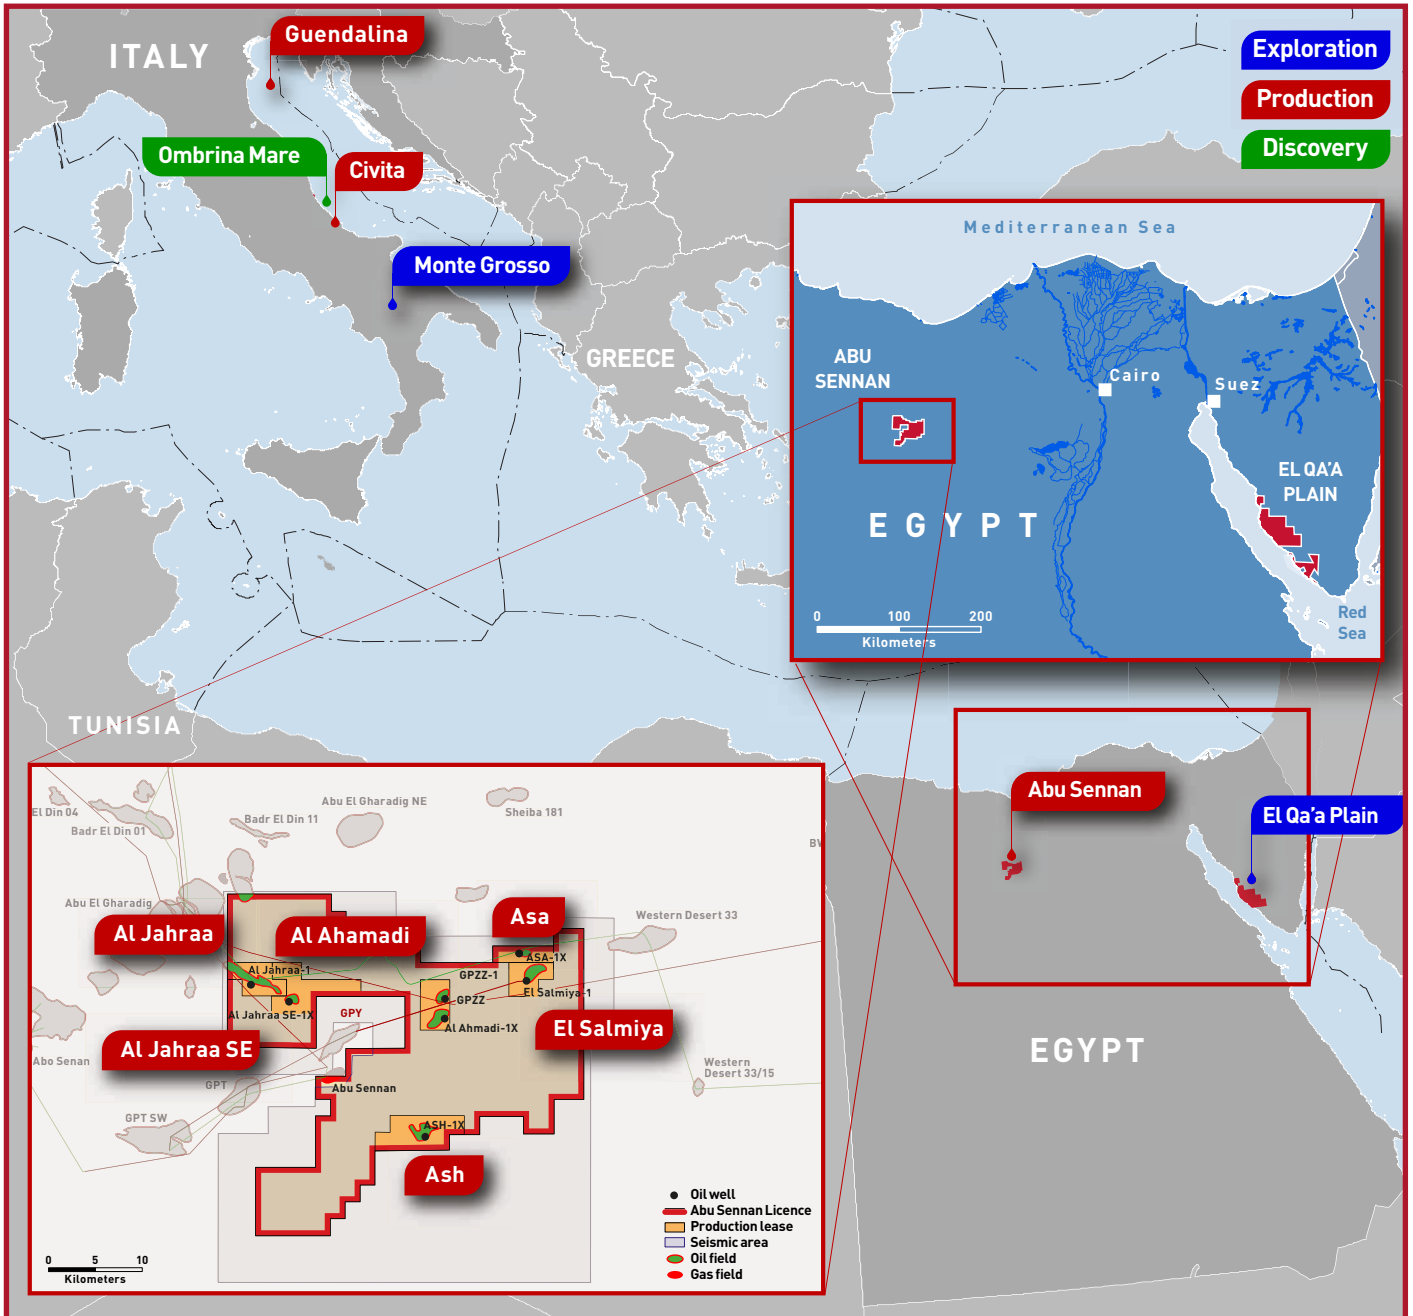 ITALY
Guendalina
Ombrina Mare
Civita
Monte Grosso
GREECE
TUNISIA
Exploration
Production
Discovery
Mediterranean Sea
ABU
SENNAN
Cairo
Suez
EL QA'A
PLAIN
EGYPT
0 100 200
Kilometers
Red
Sea
Abu Sennan
El Qa'a Plain
EGYPT
El Din 04
Badr El Din 01
Badr El Din 11
Abu El Gharadig NE
Sheiba 181
Abu El Gharadig
Western Desert 33
Al Jahraa
Al Ahamadi
Asa
ASA-1X
Al Jahraa-1
GPZZ-1
El Salmiya-1
GPZZ
Al Jahraa SE-1X
GPY
Al Ahmadi-1X
El Salmiya
Al Jahraa SE
Abo Senan
GPT
Abu Sennan
Western
Desert 33/15
GPT SW
ASH-1X
Ash
Oil well
Abu Sennan Licence
Production lease
Seismic area
Oil field
Gas field
0 5 10
Kilometers